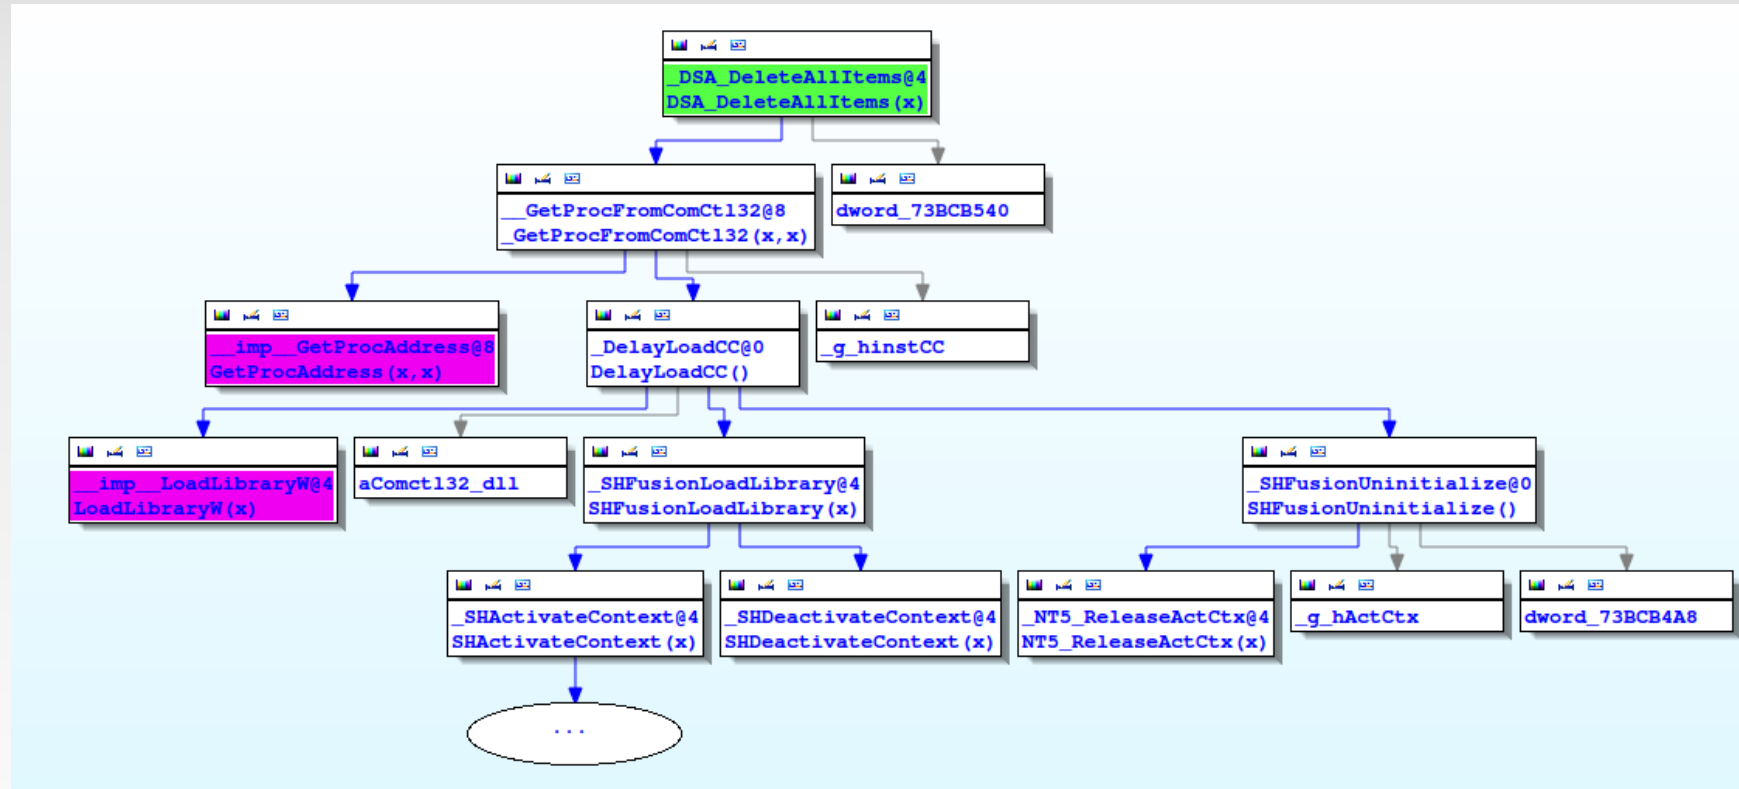 _DSA_DeleteAllItems@4
DSA_DeleteAllItems(x)
__GetProcFromComCtl32@8
_GetProcFromComCtl32(x,x)
dword_73BCB540
__imp__GetProcAddress@8
GetProcAddress(x,x)
_DelayLoadCC@0
DelayLoadCC()
_g_hinstCC
__imp__LoadLibraryW@4
LoadLibraryW(x)
aComctl32_dll
_SHFusionLoadLibrary@4
SHFusionLoadLibrary(x)
_SHFusionUninitialize@0
SHFusionUninitialize()
_SHActivateContext@4
SHActivateContext(x)
_SHDeactivateContext@4
SHDeactivateContext(x)
_NT5_ReleaseActCtx@4
NT5_ReleaseActCtx(x)
_g_hActCtx
dword_73BCB4A8
...